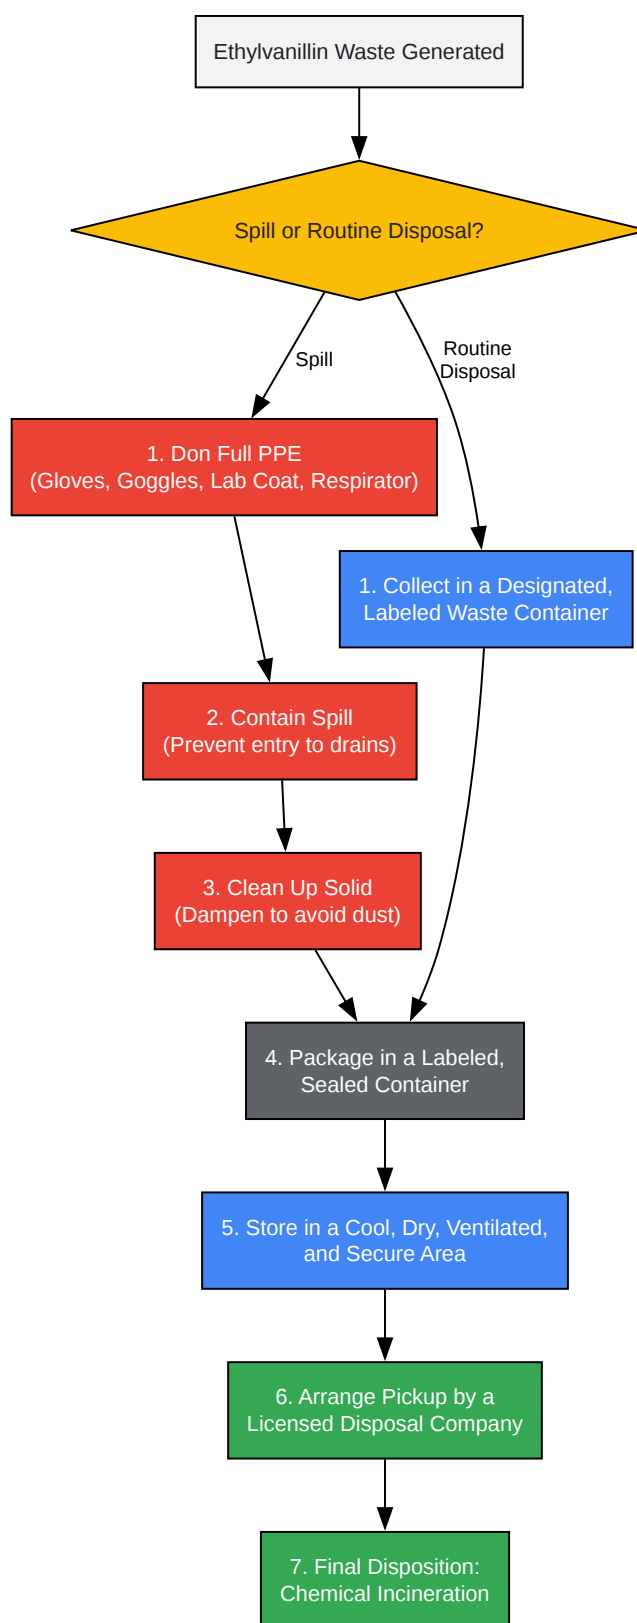 Ethylvanillin Waste Generated
Spill or Routine Disposal?
Spill
Routine
Disposal
1. Don Full PPE
(Gloves, Goggles, Lab Coat, Respirator)
1. Collect in a Designated,
Labeled Waste Container
2. Contain Spill
(Prevent entry to drains)
3. Clean Up Solid
(Dampen to avoid dust)
4. Package in a Labeled,
Sealed Container
5. Store in a Cool, Dry, Ventilated,
and Secure Area
6. Arrange Pickup by a
Licensed Disposal Company
7. Final Disposition:
Chemical Incineration